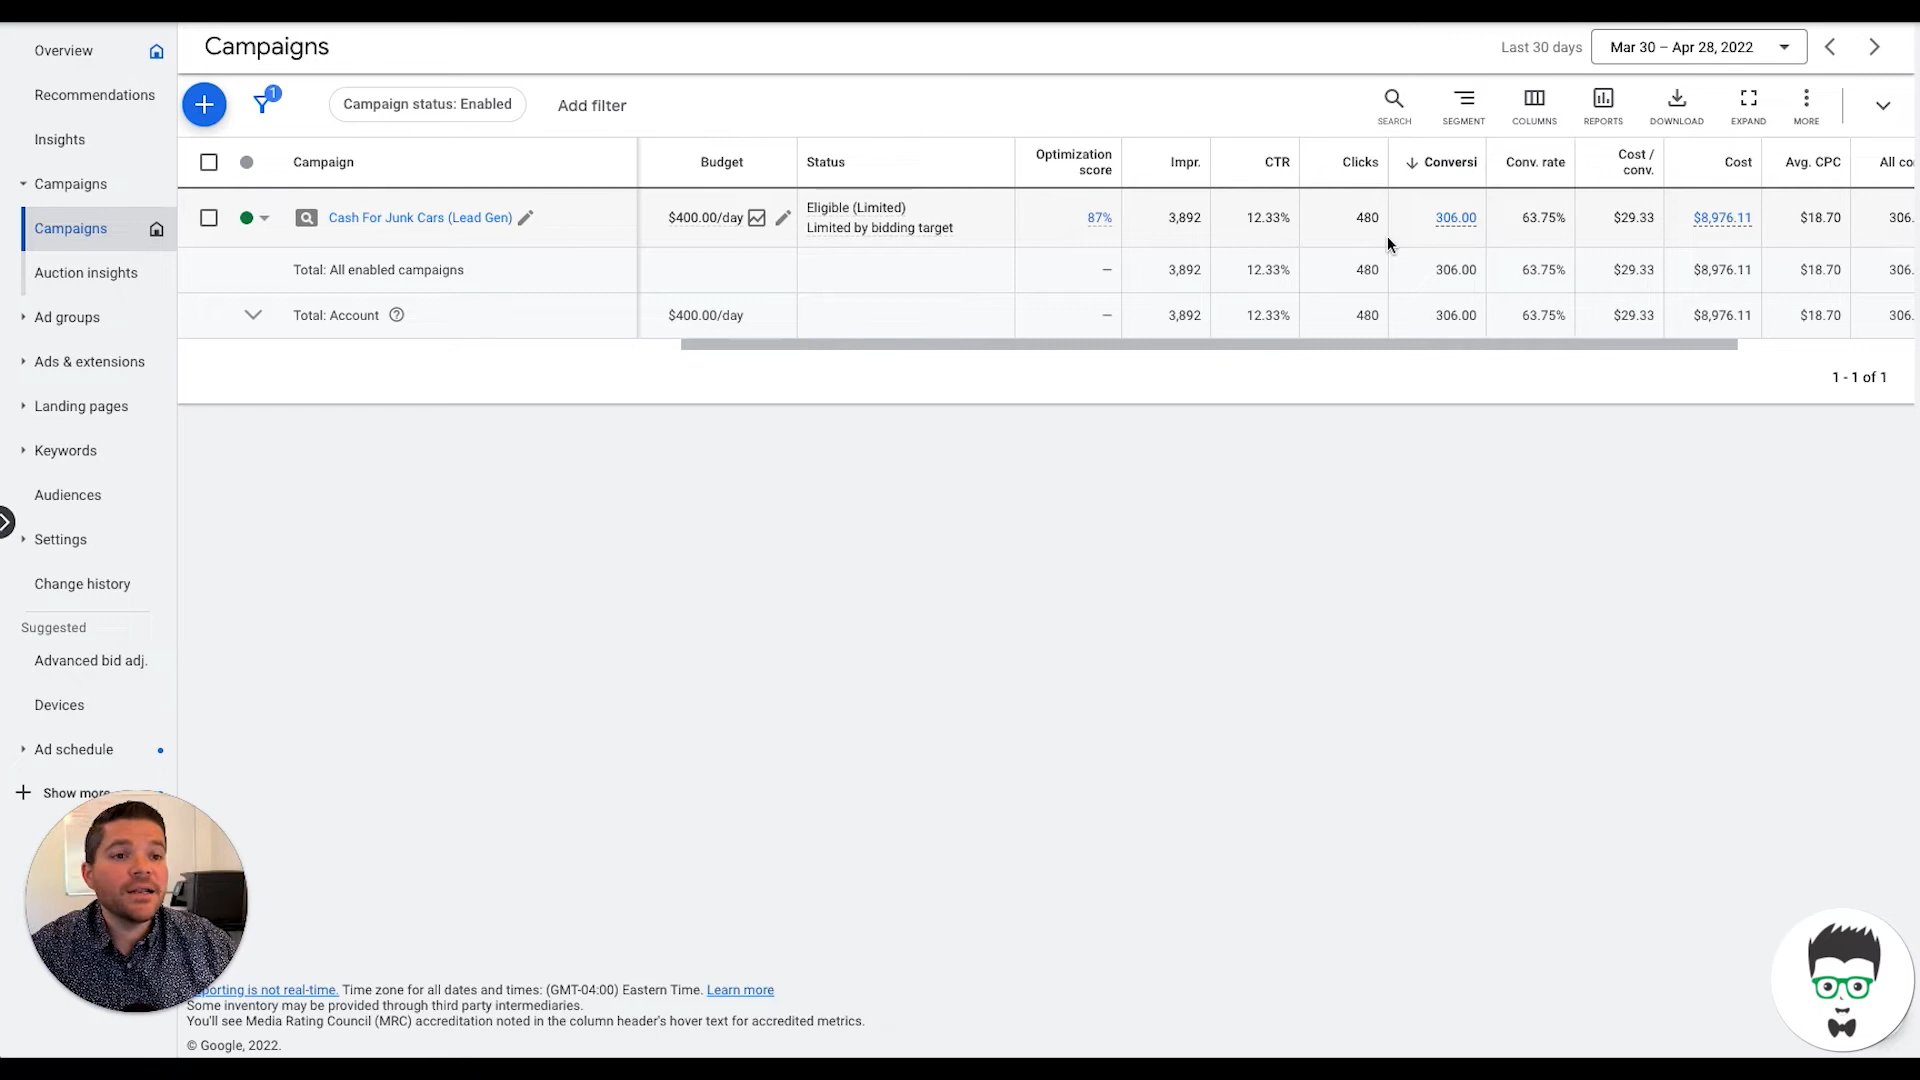 Overview
Recommendations
Insights
Campaigns
Campaigns
Auction insights
Ad groups
Ads & extensions
Landing pages
Keywords
Audiences
Settings
Change history
Suggested
Advanced bid adj.
Devices
Ad schedule
Show more
Campaigns
Last 30 days Mar 30 – Apr 28, 2022
1
Campaign status: Enabled Add filter
SEARCH SEGMENT COLUMNS REPORTS DOWNLOAD EXPAND MORE
Campaign Budget Status Optimization score Impr. CTR Clicks Conversi Conv. rate Cost / conv. Cost Avg. CPC All co
Cash For Junk Cars (Lead Gen) $400.00/day Eligible (Limited) Limited by bidding target 87% 3,892 12.33% 480 306.00 63.75% $29.33 $8,976.11 $18.70 306.
Total: All enabled campaigns – 3,892 12.33% 480 306.00 63.75% $29.33 $8,976.11 $18.70 306.
Total: Account $400.00/day – 3,892 12.33% 480 306.00 63.75% $29.33 $8,976.11 $18.70 306.
1 - 1 of 1
porting is not real-time. Time zone for all dates and times: (GMT-04:00) Eastern Time. Learn more
Some inventory may be provided through third party intermediaries.
You'll see Media Rating Council (MRC) accreditation noted in the column header's hover text for accredited metrics.
© Google, 2022.